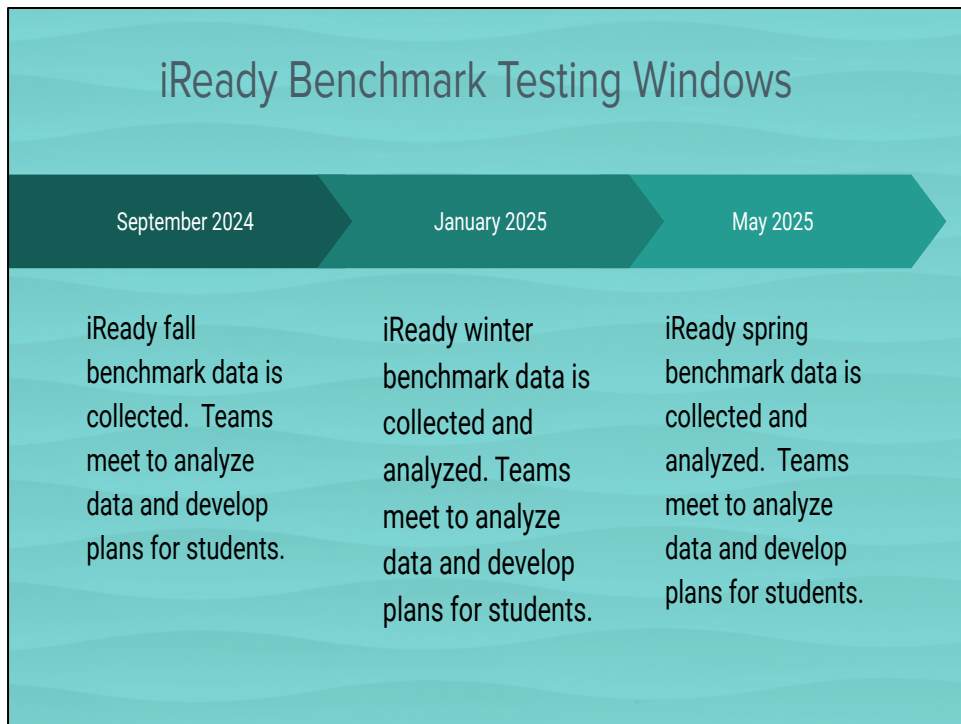 iReady Benchmark Testing Windows
September 2024
January 2025
May 2025
iReady fall
benchmark data is
collected.  Teams
meet to analyze
data and develop
plans for students.
iReady winter
benchmark data is
collected and
analyzed. Teams
meet to analyze
data and develop
plans for students.
iReady spring
benchmark data is
collected and
analyzed.  Teams
meet to analyze
data and develop
plans for students.